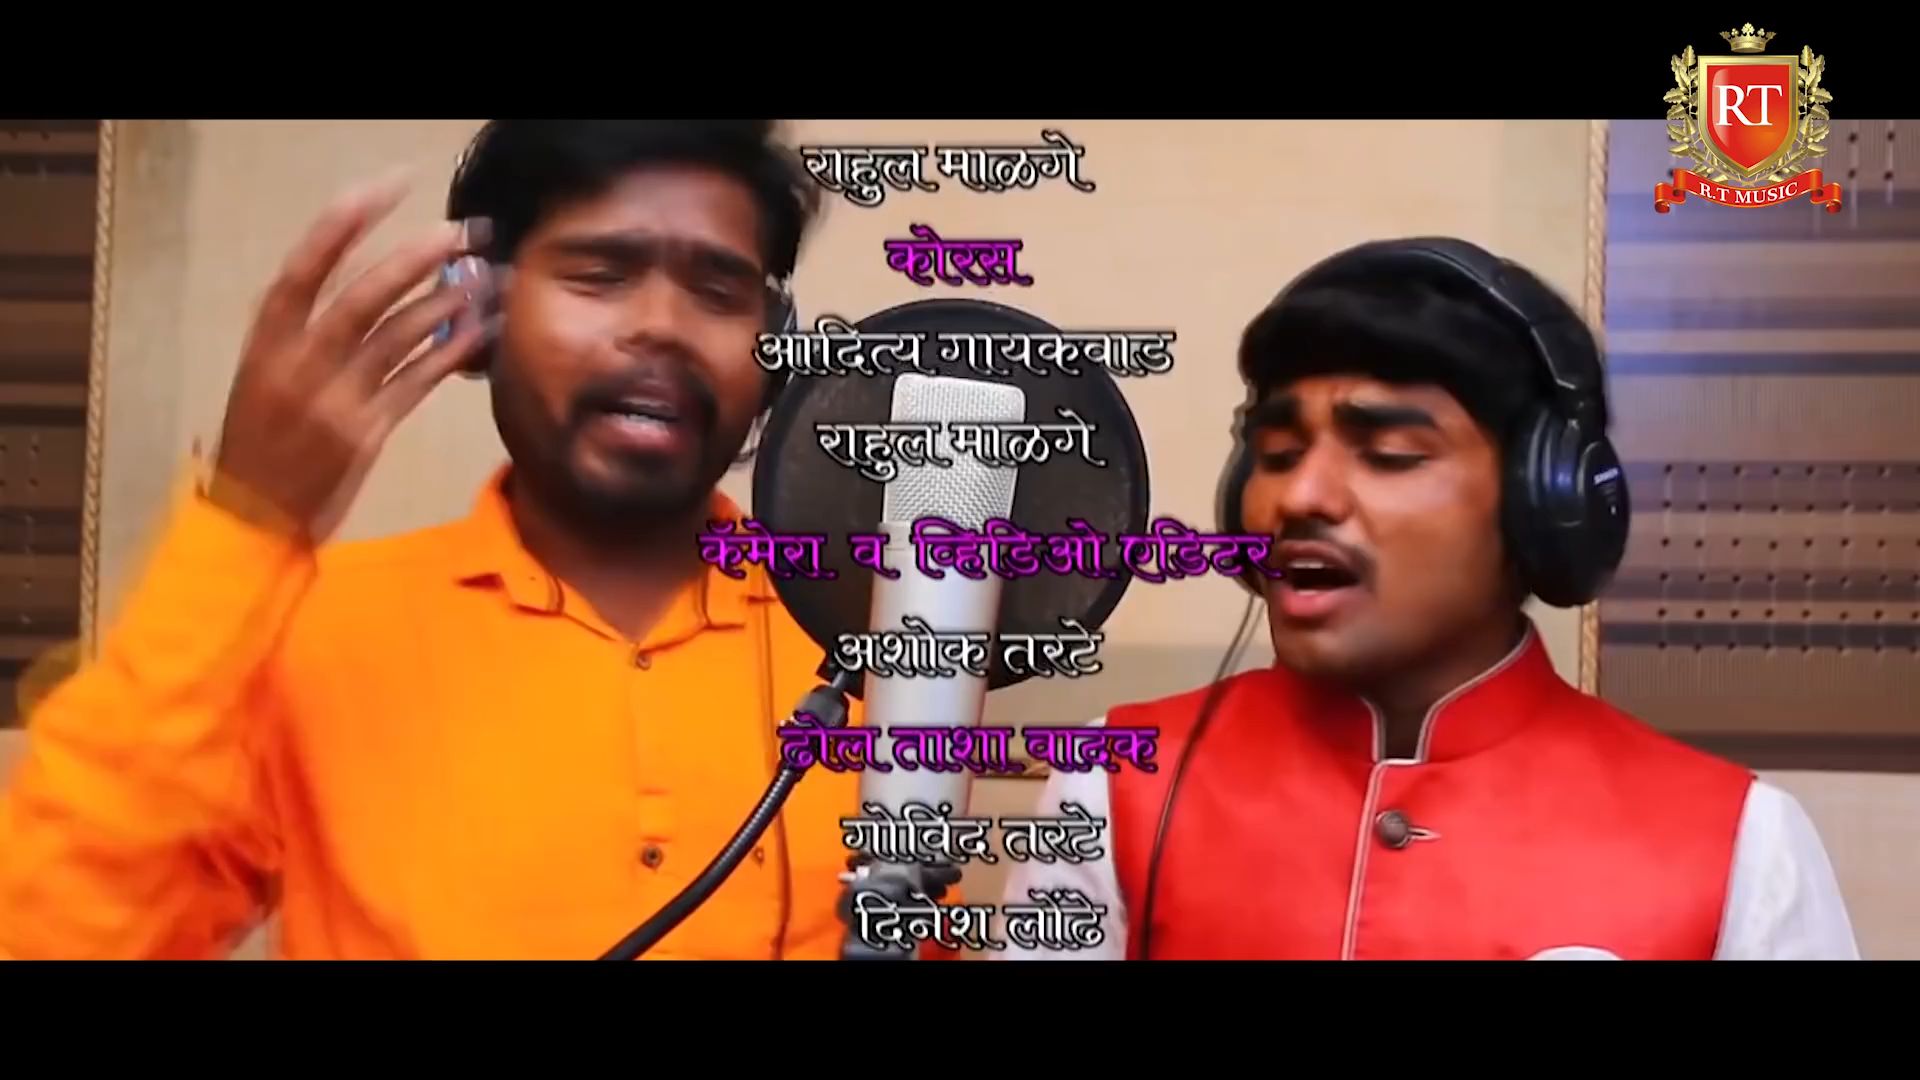 RT
R.T MUSIC
राहुल माळगे
कोरस
आदित्य गायकवाड
राहुल माळगे
कॅमेरा व व्हिडिओ एडिटर
अशोक तरटे
ढोल ताशा वादक
गोविंद तरटे
दिनेश लोंढे